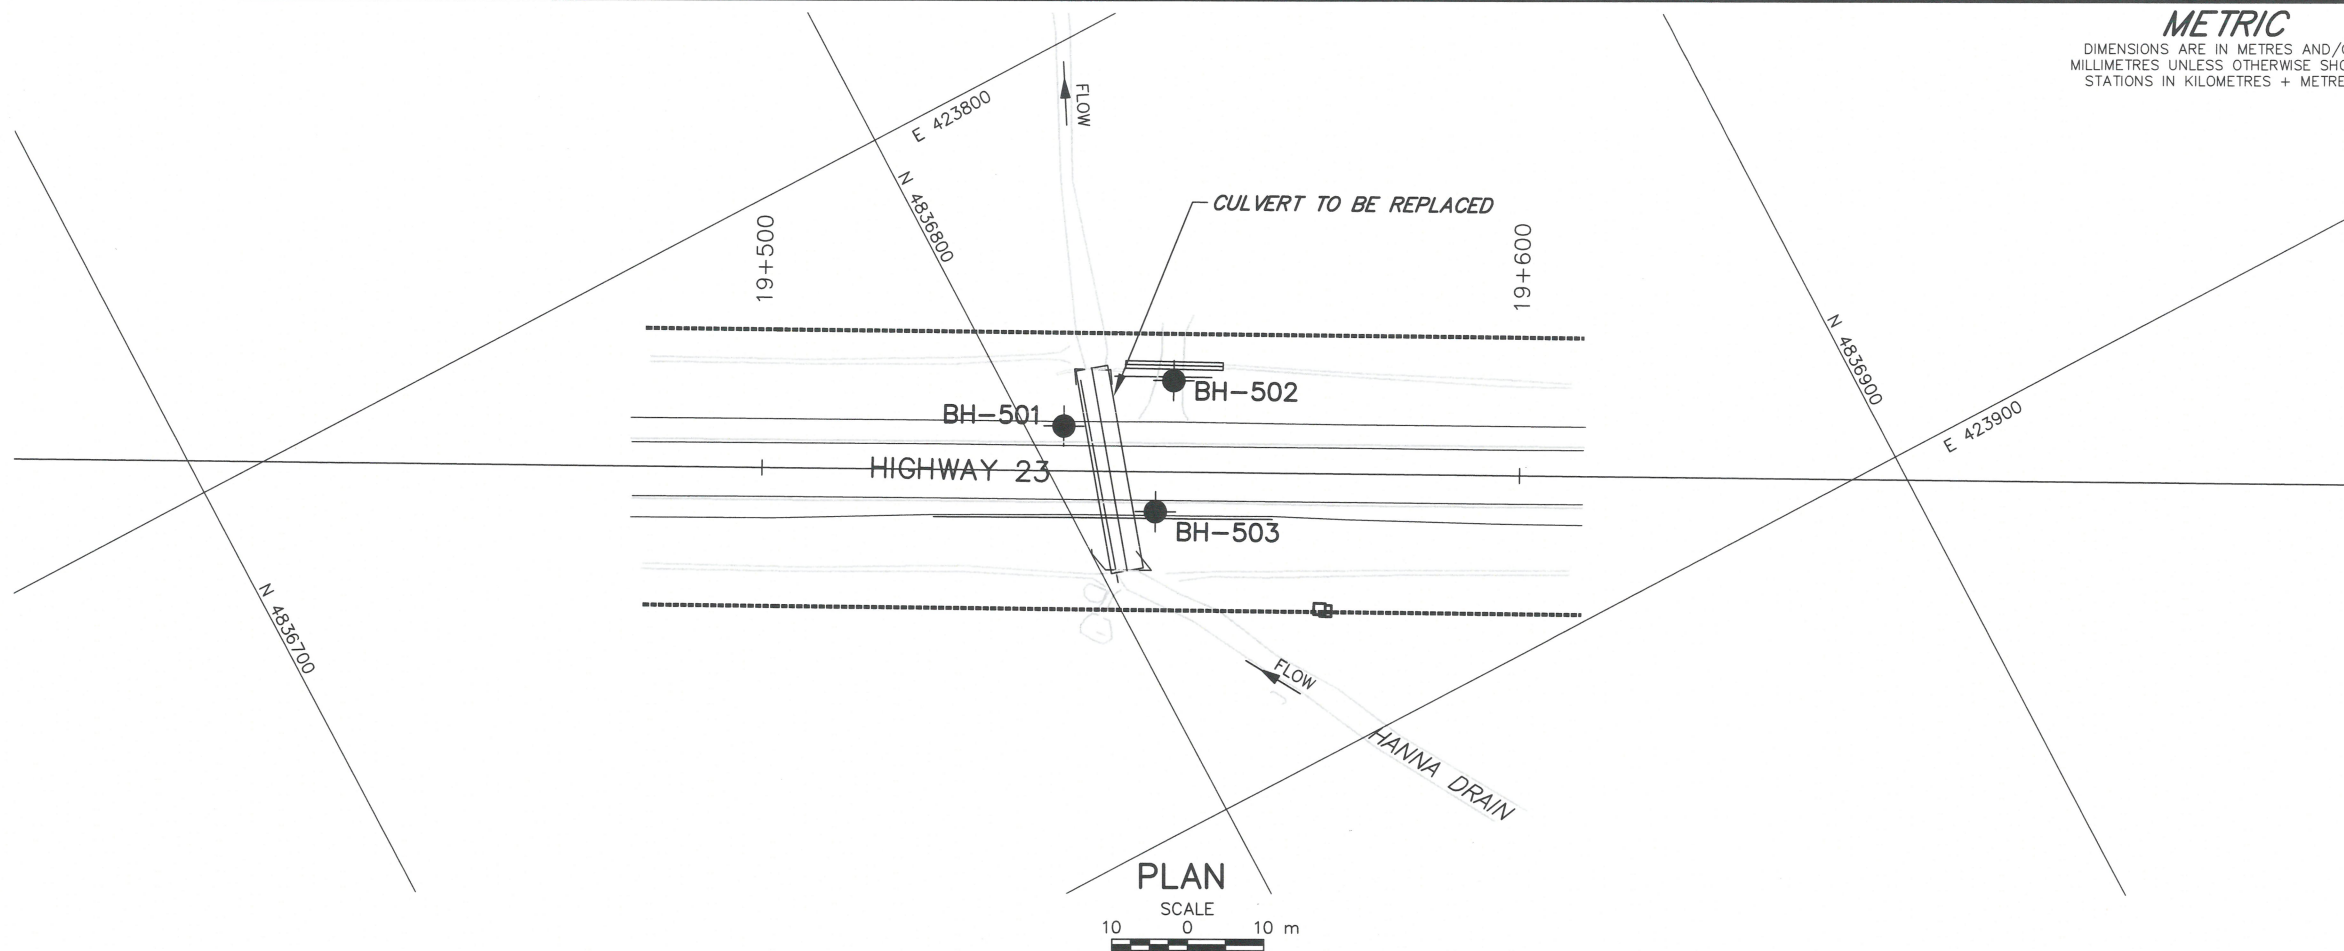 METRIC
DIMENSIONS ARE IN METRES AND/
MILLIMETRES UNLESS OTHERWISE
STATIONS IN KILOMETRES + METRE
E 423800
FLOW
N 4836800
CULVERT TO BE REPLACED
19+500
19+600
N 4836900
BH-502
BH-501
E 423900
HIGHWAY 23
BH-503
N 4836700
FLOW
HANNA DRAIN
PLAN
SCALE
10 0 10 m